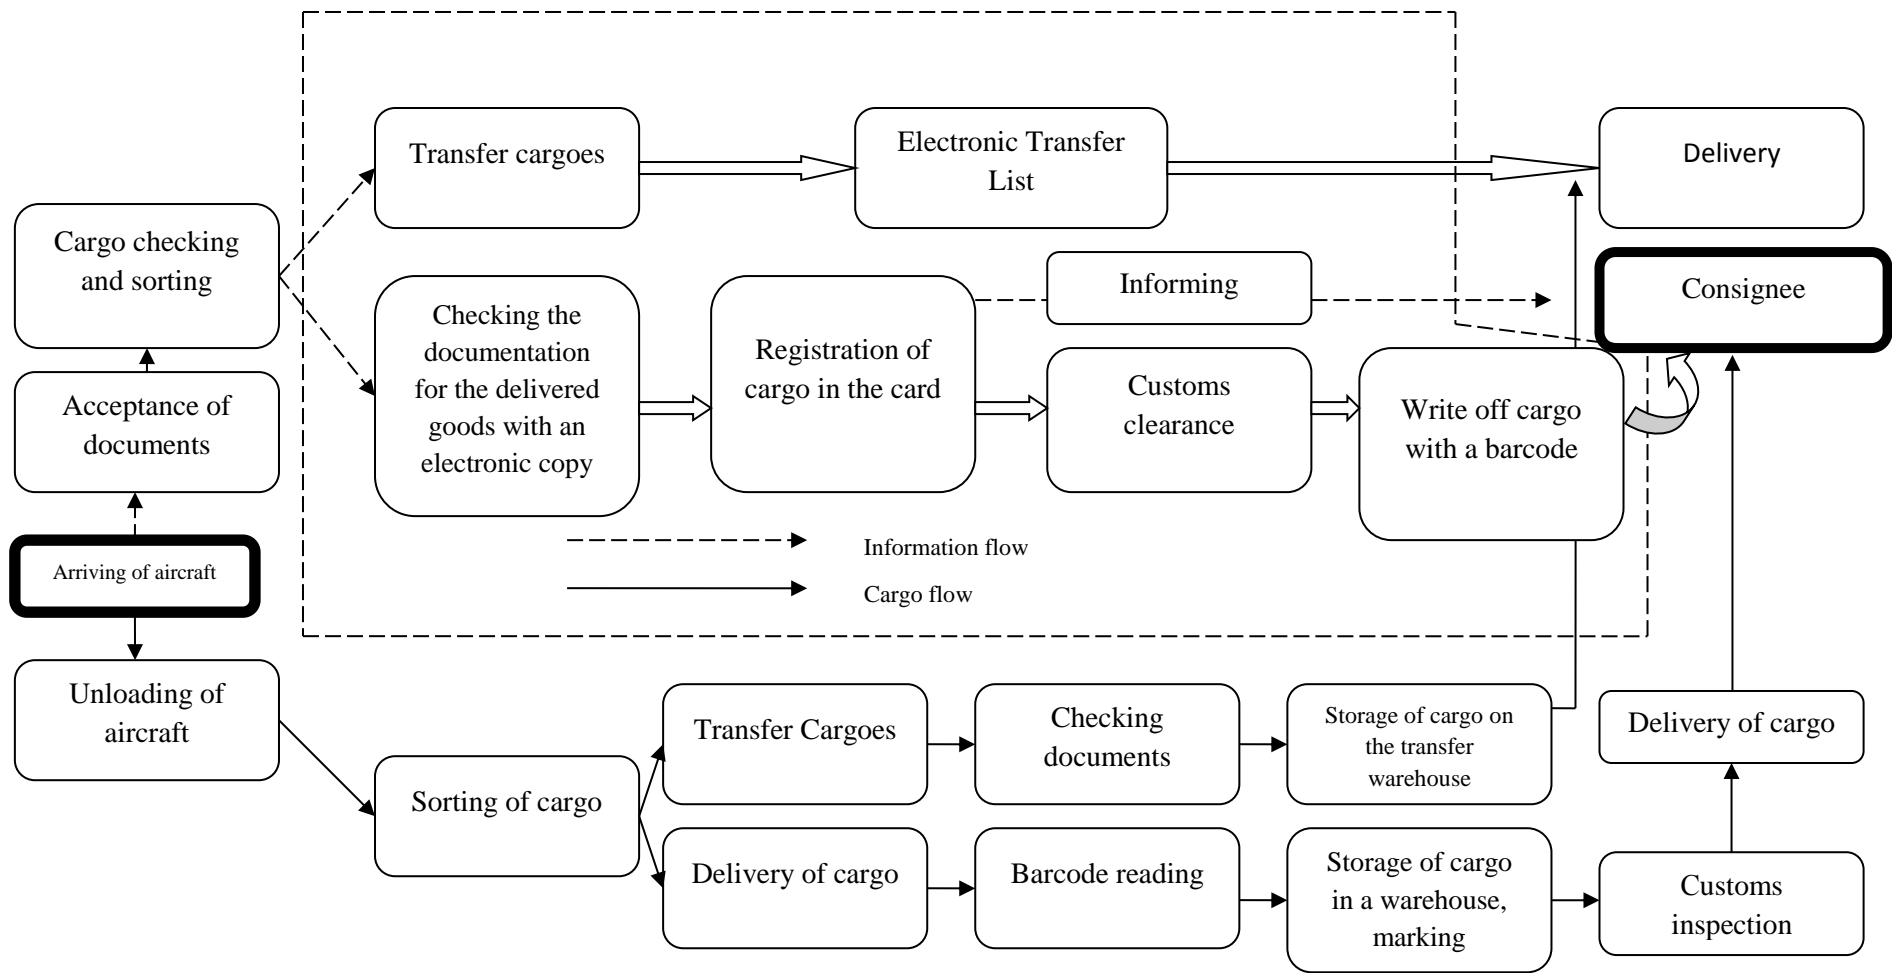 Transfer cargoes
Electronic Transfer
List
Delivery
Cargo checking
and sorting
Checking the
documentation
for the delivered
goods with an
electronic copy
Registration of
cargo in the card
Informing
Consignee
Customs
clearance
Write off cargo
with a barcode
Acceptance of
documents
Arriving of aircraft
Information flow
Cargo flow
Unloading of
aircraft
Sorting of cargo
Transfer Cargoes
Checking
documents
Storage of cargo on
the transfer
warehouse
Delivery of cargo
Delivery of cargo
Barcode reading
Storage of cargo
in a warehouse,
marking
Customs
inspection